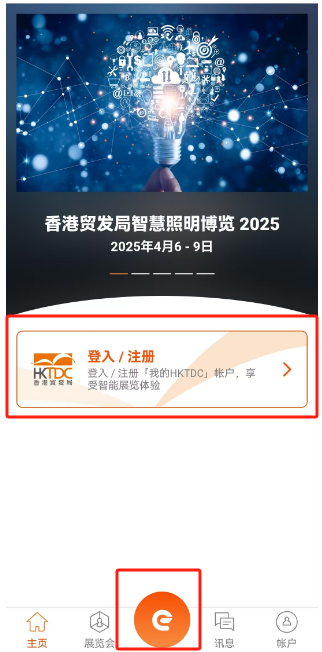 香港贸发局智慧照明博览 2025
2025年4月6 - 9日
HKTDC
香港貿發局
登入 / 注册
登入 / 注册「我的HKTDC」帐户，享
受智能展览体验
主页
展览会
讯息
帐户